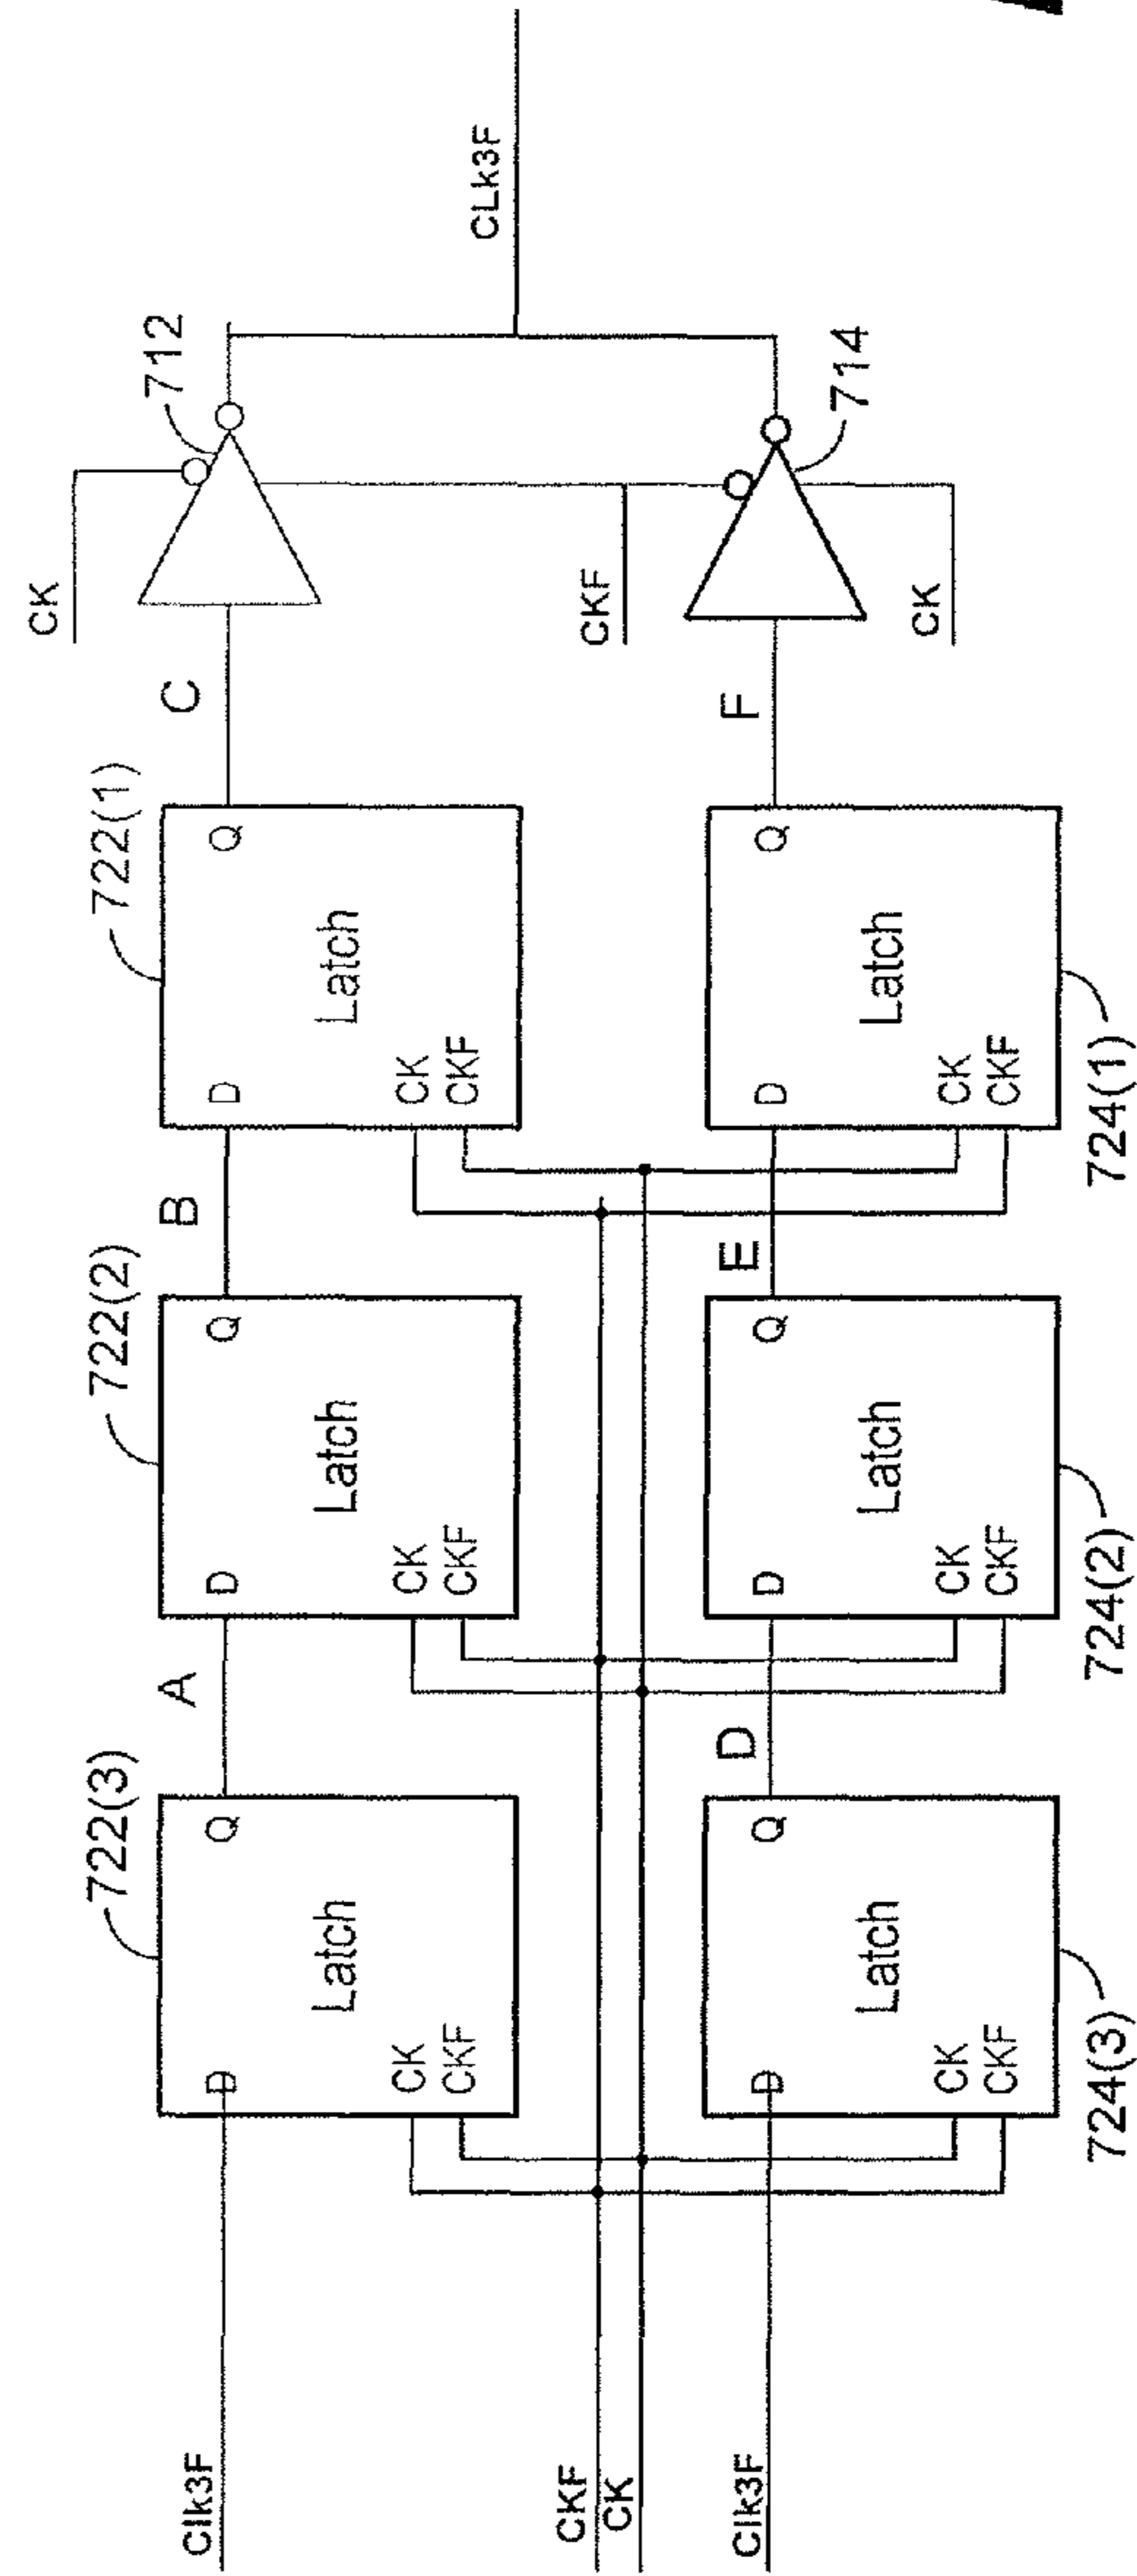 CK
722(3)
722(2)
722(1)
712
Clk3F
D
Q
A
D
Q
B
D
Q
C
Latch
Latch
Latch
CK
CKF
CK
CKF
CK
CKF
CLk3F
CKF
CK
CKF
Clk3F
D
Q
D
D
Q
E
D
Q
F
714
Latch
Latch
Latch
CK
CKF
CK
CKF
CK
CKF
CK
724(3)
724(2)
724(1)